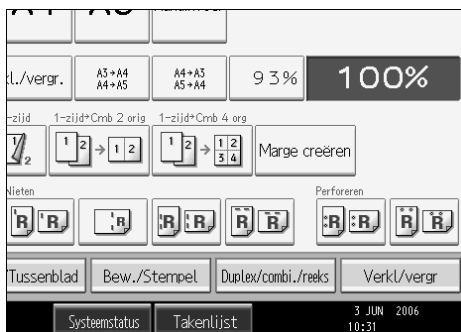 kl./vergr.
A3→A4
A4→A5
A4→A3
A5→A4
93%
100%
-zijd
1-zijd→Cmb 2 orig
1-zijd→Cmb 4 org
1
2
1 2 → 1 2
1 2 → 1 2
3 4
Marge creëren
Nieten
Perforeren
R R
R
R R
R R
R R
R R
/Tussenblad
Bew./Stempel
Duplex/combi./reeks
Verkl/vergr
Systeemstatus
Takenlijst
3 JUN 2006
10:31